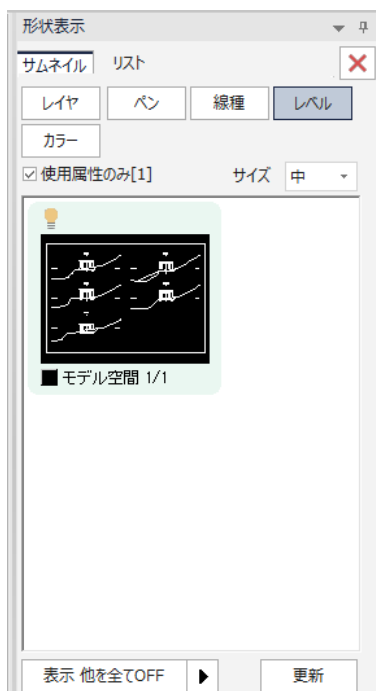 形状表示
サムネイル リスト
レイヤ ペン 線種 レベル
カラー
使用属性のみ[1] サイズ 中
モデル空間 1/1
表示 他を全てOFF 更新